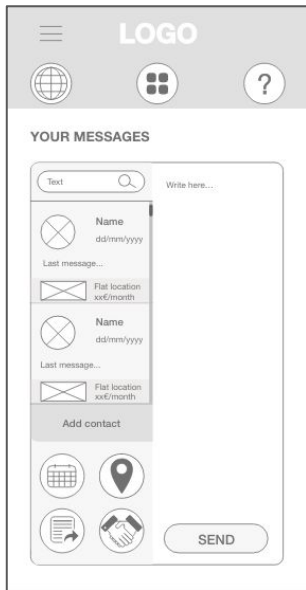 LOGO
?
YOUR MESSAGES
Text
Write here...
Name
dd/mm/yyyy
Last message...
Flat location
xx€/month
Name
dd/mm/yyyy
Last message...
Flat location
xx€/month
Add contact
SEND